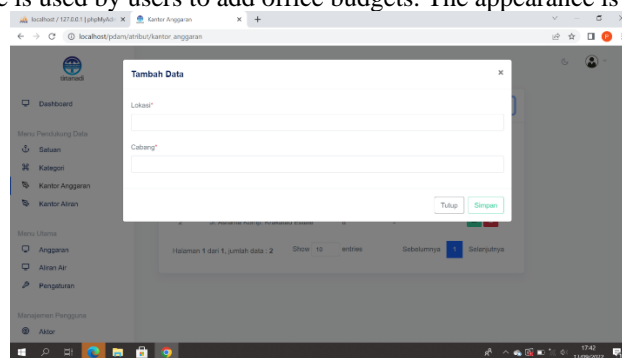 e is used by users to add office budgets. The appearance is
localhost / 127.0.0.1 | phpMyAd
Kantor Anggaran
localhost/pdam/atribut/kantor_anggaran
tirtanadi
Tambah Data
Dashboard
Lokasi*
Menu Pendukung Data
Satuan
Cabang*
Kategori
Kantor Anggaran
Kantor Aliran
Tutup
Simpan
Menu Utama
Anggaran
Halaman 1 dari 1, jumlah data : 2
Show 10 entries
Sebelumnya 1 Selanjutnya
Aliran Air
Pengaturan
Manajemen Pengguna
Aktor
17:42